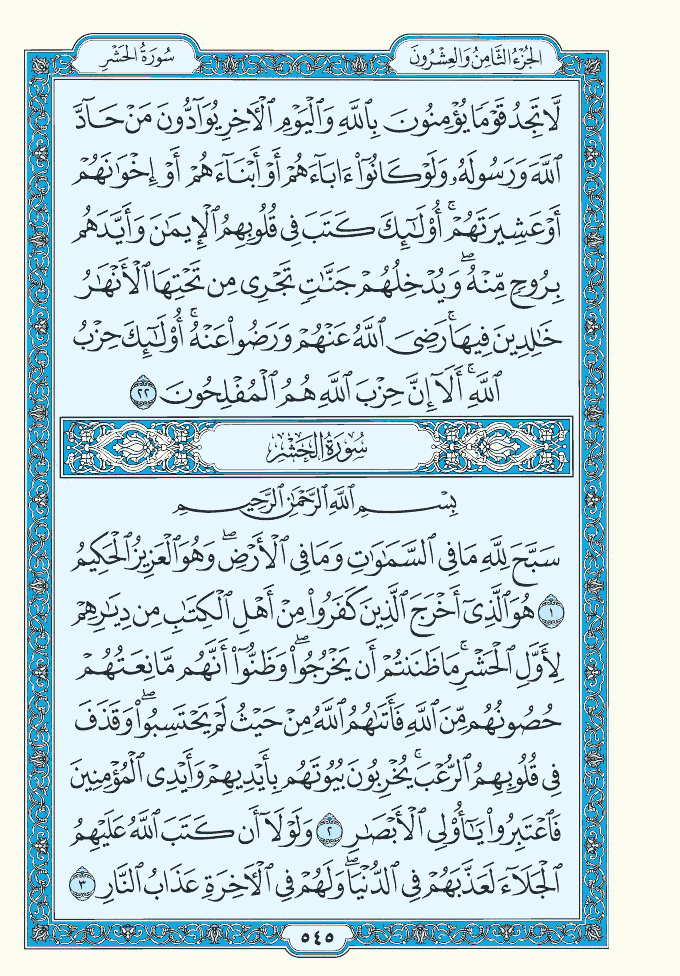 الجُزْءُ الثَّامِنُ وَالعِشْرُونَ
سُورَةُ الحَشْرِ
لَّا تَجِدُ قَوْمًا يُؤْمِنُونَ بِٱللَّهِ وَٱلْيَوْمِ ٱلْأٓخِرِ يُوَآدُّونَ مَنْ حَآدَّ
ٱللَّهَ وَرَسُولَهُۥ وَلَوْ كَانُوٓا۟ ءَابَآءَهُمْ أَوْ أَبْنَآءَهُمْ أَوْ إِخْوَٰنَهُمْ
أَوْ عَشِيرَتَهُمْ ۚ أُو۟لَٰٓئِكَ كَتَبَ فِى قُلُوبِهِمُ ٱلْإِيمَٰنَ وَأَيَّدَهُم
بِرُوحٍ مِّنْهُ ۖ وَيُدْخِلُهُمْ جَنَّٰتٍ تَجْرِى مِن تَحْتِهَا ٱلْأَنْهَٰرُ
خَٰلِدِينَ فِيهَا ۚ رَضِىَ ٱللَّهُ عَنْهُمْ وَرَضُوا۟ عَنْهُ ۚ أُو۟لَٰٓئِكَ حِزْبُ
ٱللَّهِ ۚ أَلَآ إِنَّ حِزْبَ ٱللَّهِ هُمُ ٱلْمُفْلِحُونَ ٢٢
سُورَةُ الحَشْرِ
بِسْمِ ٱللَّهِ ٱلرَّحْمَٰنِ ٱلرَّحِيمِ
سَبَّحَ لِلَّهِ مَا فِى ٱلسَّمَٰوَٰتِ وَمَا فِى ٱلْأَرْضِ ۖ وَهُوَ ٱلْعَزِيزُ ٱلْحَكِيمُ
١ هُوَ ٱلَّذِىٓ أَخْرَجَ ٱلَّذِينَ كَفَرُوا۟ مِنْ أَهْلِ ٱلْكِتَٰبِ مِن دِيَٰرِهِمْ
لِأَوَّلِ ٱلْحَشْرِ ۚ مَا ظَنَنتُمْ أَن يَخْرُجُوا۟ ۖ وَظَنُّوٓا۟ أَنَّهُم مَّانِعَتُهُمْ
حُصُونُهُم مِّنَ ٱللَّهِ فَأَتَىٰهُمُ ٱللَّهُ مِنْ حَيْثُ لَمْ يَحْتَسِبُوا۟ ۖ وَقَذَفَ
فِى قُلُوبِهِمُ ٱلرُّعْبَ ۚ يُخْرِبُونَ بُيُوتَهُم بِأَيْدِيهِمْ وَأَيْدِى ٱلْمُؤْمِنِينَ
فَٱعْتَبِرُوا۟ يَٰٓأُو۟لِى ٱلْأَبْصَٰرِ ٢ وَلَوْلَآ أَن كَتَبَ ٱللَّهُ عَلَيْهِمُ
ٱلْجَلَآءَ لَعَذَّبَهُمْ فِى ٱلدُّنْيَا ۖ وَلَهُمْ فِى ٱلْأٓخِرَةِ عَذَابُ ٱلنَّارِ ٣
٥٤٥